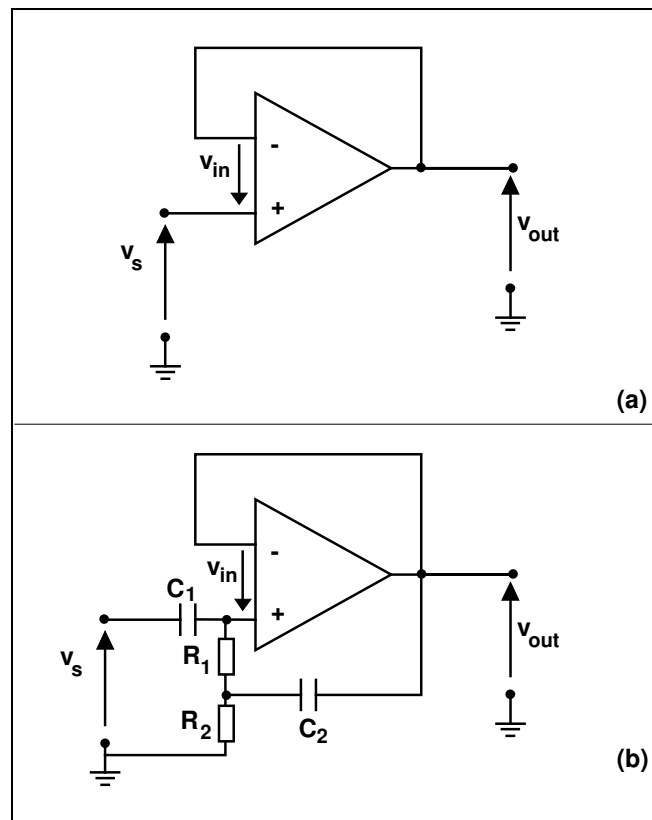 -
v_in
+
v_s
v_out
(a)
-
v_in
C_1
+
v_s
R_1
v_out
R_2
C_2
(b)